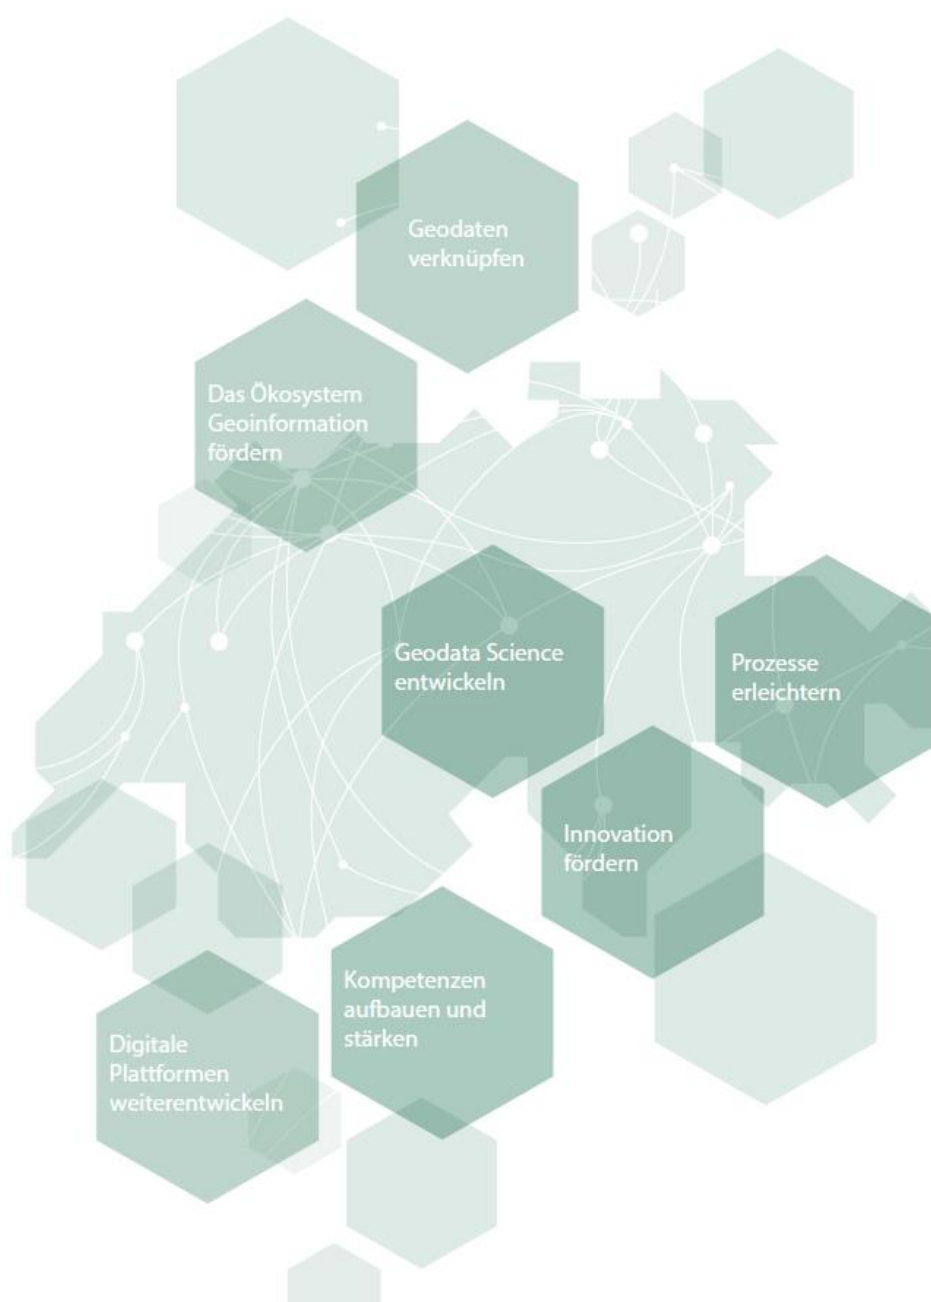 Geodaten
verknüpfen
Das Ökosystem
Geoinformation
fördern
Geodata Science
entwickeln
Prozesse
erleichtern
Innovation
fördern
Kompetenzen
aufbauen und
stärken
Digitale
Plattformen
weiterentwickeln